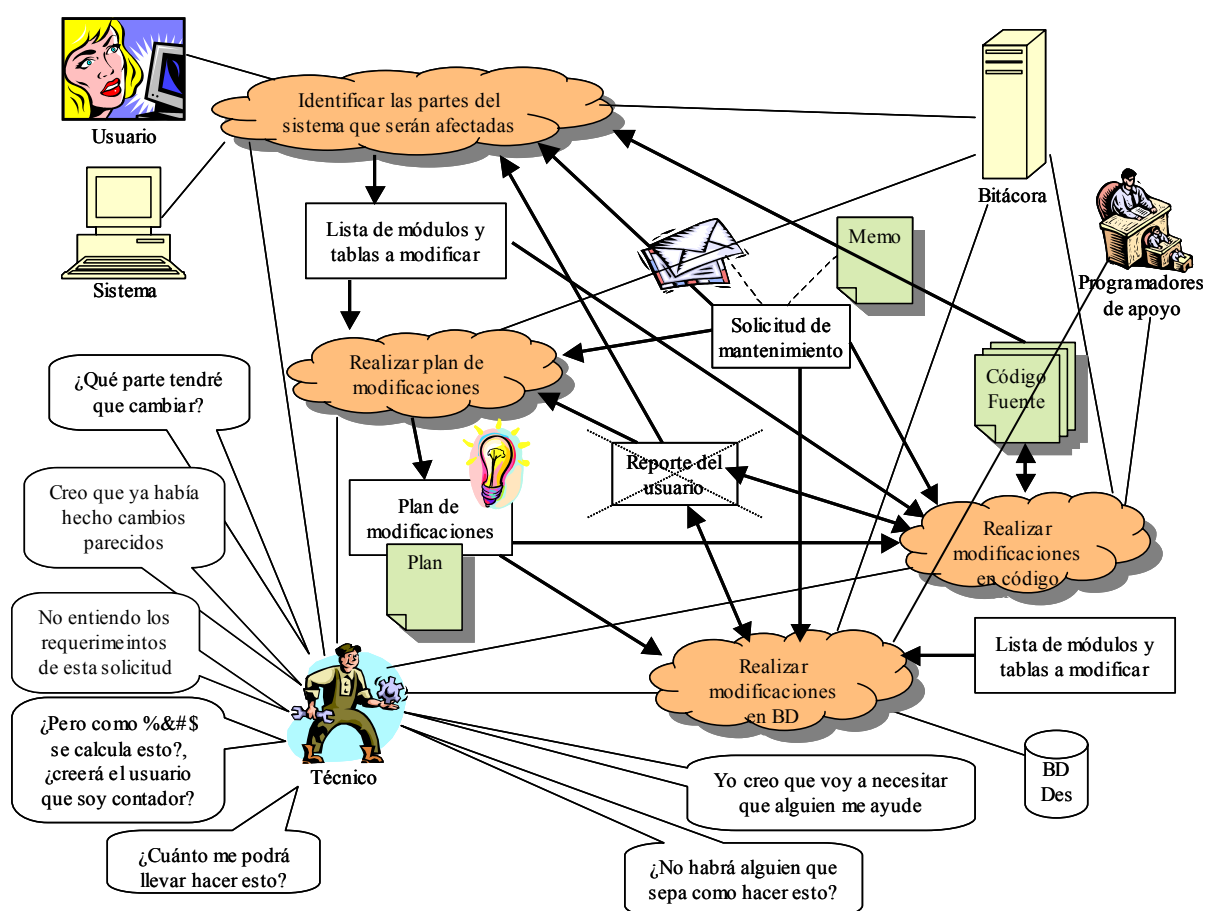 Usuario
Identificar las partes del
sistema que serán afectadas
Bitácora
Sistema
Lista de módulos y
tablas a modificar
Memo
Programadores
de apoyo
Solicitud de
mantenimiento
Realizar plan de
modificaciones
Código
Fuente
¿Qué parte tendré
que cambiar?
Reporte del
usuario
Creo que ya había
hecho cambios
parecidos
Plan de
modificaciones
Plan
Realizar
modificaciones
en código
No entiendo los
requerimeintos
de esta solicitud
Realizar
modificaciones
en BD
Lista de módulos y
tablas a modificar
¿Pero como %&#$
se calcula esto?,
¿creerá el usuario
que soy contador?
Técnico
Yo creo que voy a necesitar
que alguien me ayude
BD
Des
¿Cuánto me podrá
llevar hacer esto?
¿No habrá alguien que
sepa como hacer esto?